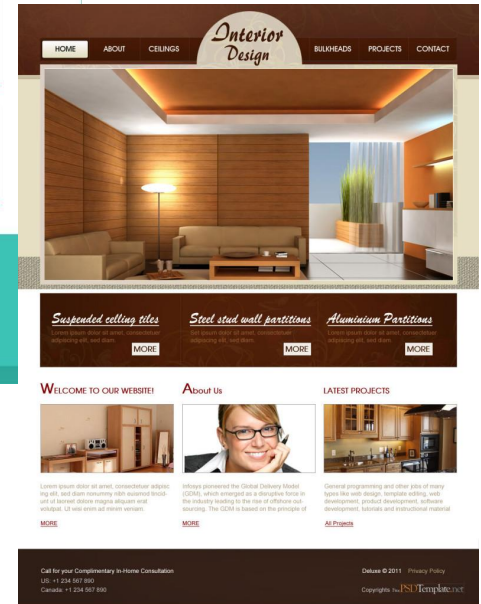 Interior
Design
HOME ABOUT CEILINGS BULKHEADS PROJECTS CONTACT
Suspended celling tiles
Lorem ipsum dolor sit amet, consectetuer
adipiscing elit, sed diam
MORE
Steel stud wall partitions
dolor sit amet, consectetuer
adipiscing elit, sed diam
MORE
Aluminium Partitions
Lorem ipsum dolor sit amet, consectetuer
adipiscing elit, sed diam
MORE
WELCOME TO OUR WEBSITE!
Lorem ipsum dolor sit amet, consectetuer adipisc
ing elit, sed diam nonummy nibh euismod tincid-
unt ut laoreet dolore magna aliquam erat
volutpat. Ut wisi enim ad minim veniam.
MORE
About Us
Infosys pioneered the Global Delivery Model
(GDM), which emerged as a disruptive force in
the industry leading to the rise of offshore out-
sourcing. The GDM is based on the principle of
MORE
LATEST PROJECTS
General programming and other jobs of many
types like web design, template editing, web
development, product development, software
development, tutorials and instructional material
All Projects
Call for your Complimentary In-Home Consultation
US: +1 234 567 890
Canada: +1 234 567 890
Deluxe © 2011 Privacy Policy
Copyrights PSDTemplate.net